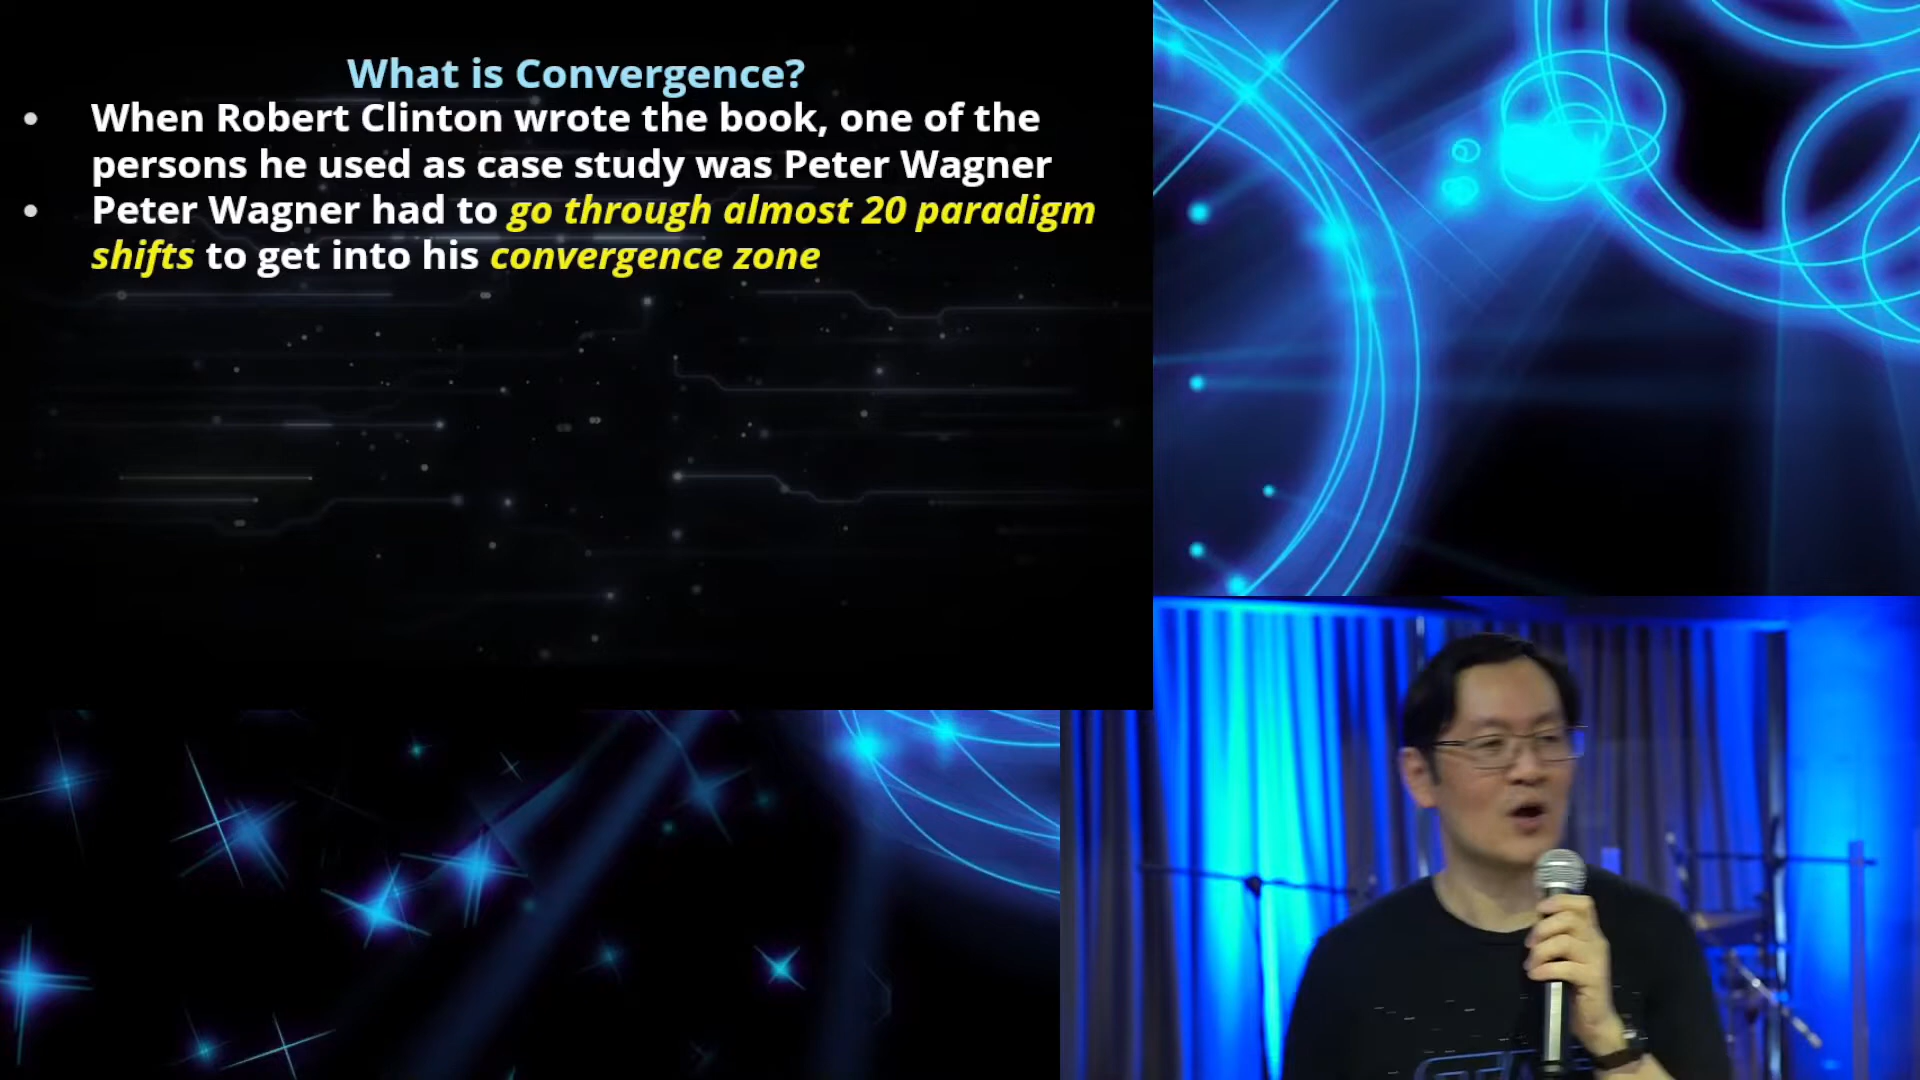 What is Convergence?
• When Robert Clinton wrote the book, one of the
persons he used as case study was Peter Wagner
• Peter Wagner had to go through almost 20 paradigm
shifts to get into his convergence zone